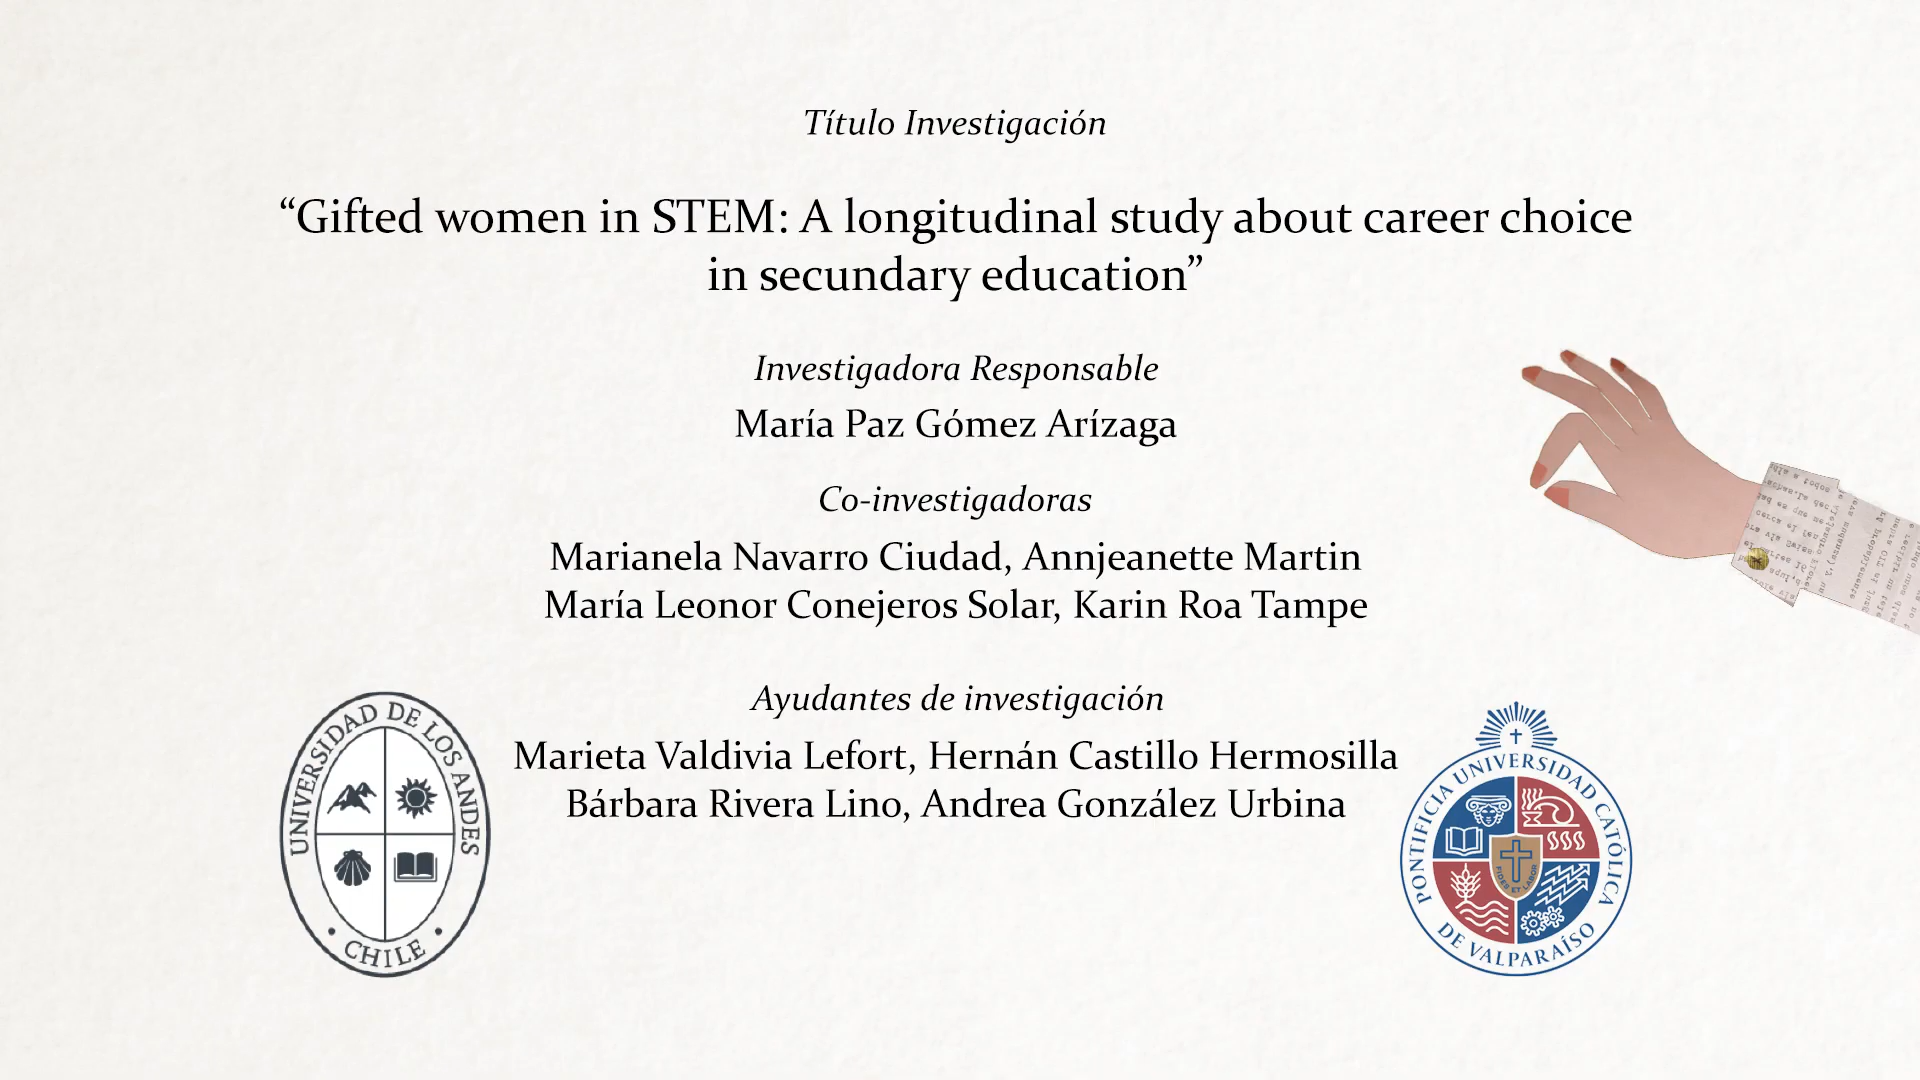 Título Investigación
“Gifted women in STEM: A longitudinal study about career choice
in secundary education”
Investigadora Responsable
María Paz Gómez Arízaga
Co-investigadoras
Marianela Navarro Ciudad, Annjeanette Martin
María Leonor Conejeros Solar, Karin Roa Tampe
Ayudantes de investigación
Marieta Valdivia Lefort, Hernán Castillo Hermosilla
Bárbara Rivera Lino, Andrea González Urbina
UNIVERSIDAD DE LOS ANDES
CHILE
PONTIFICIA UNIVERSIDAD CATÓLICA
DE VALPARAÍSO
FIDES ET LABOR